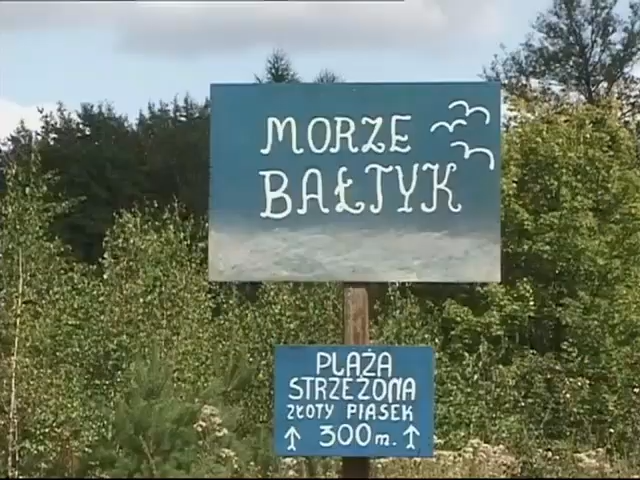 MORZE
BAŁTYK
PLAŻA
STRZEŻONA
ZŁOTY PIASEK
↑ 300m. ↑